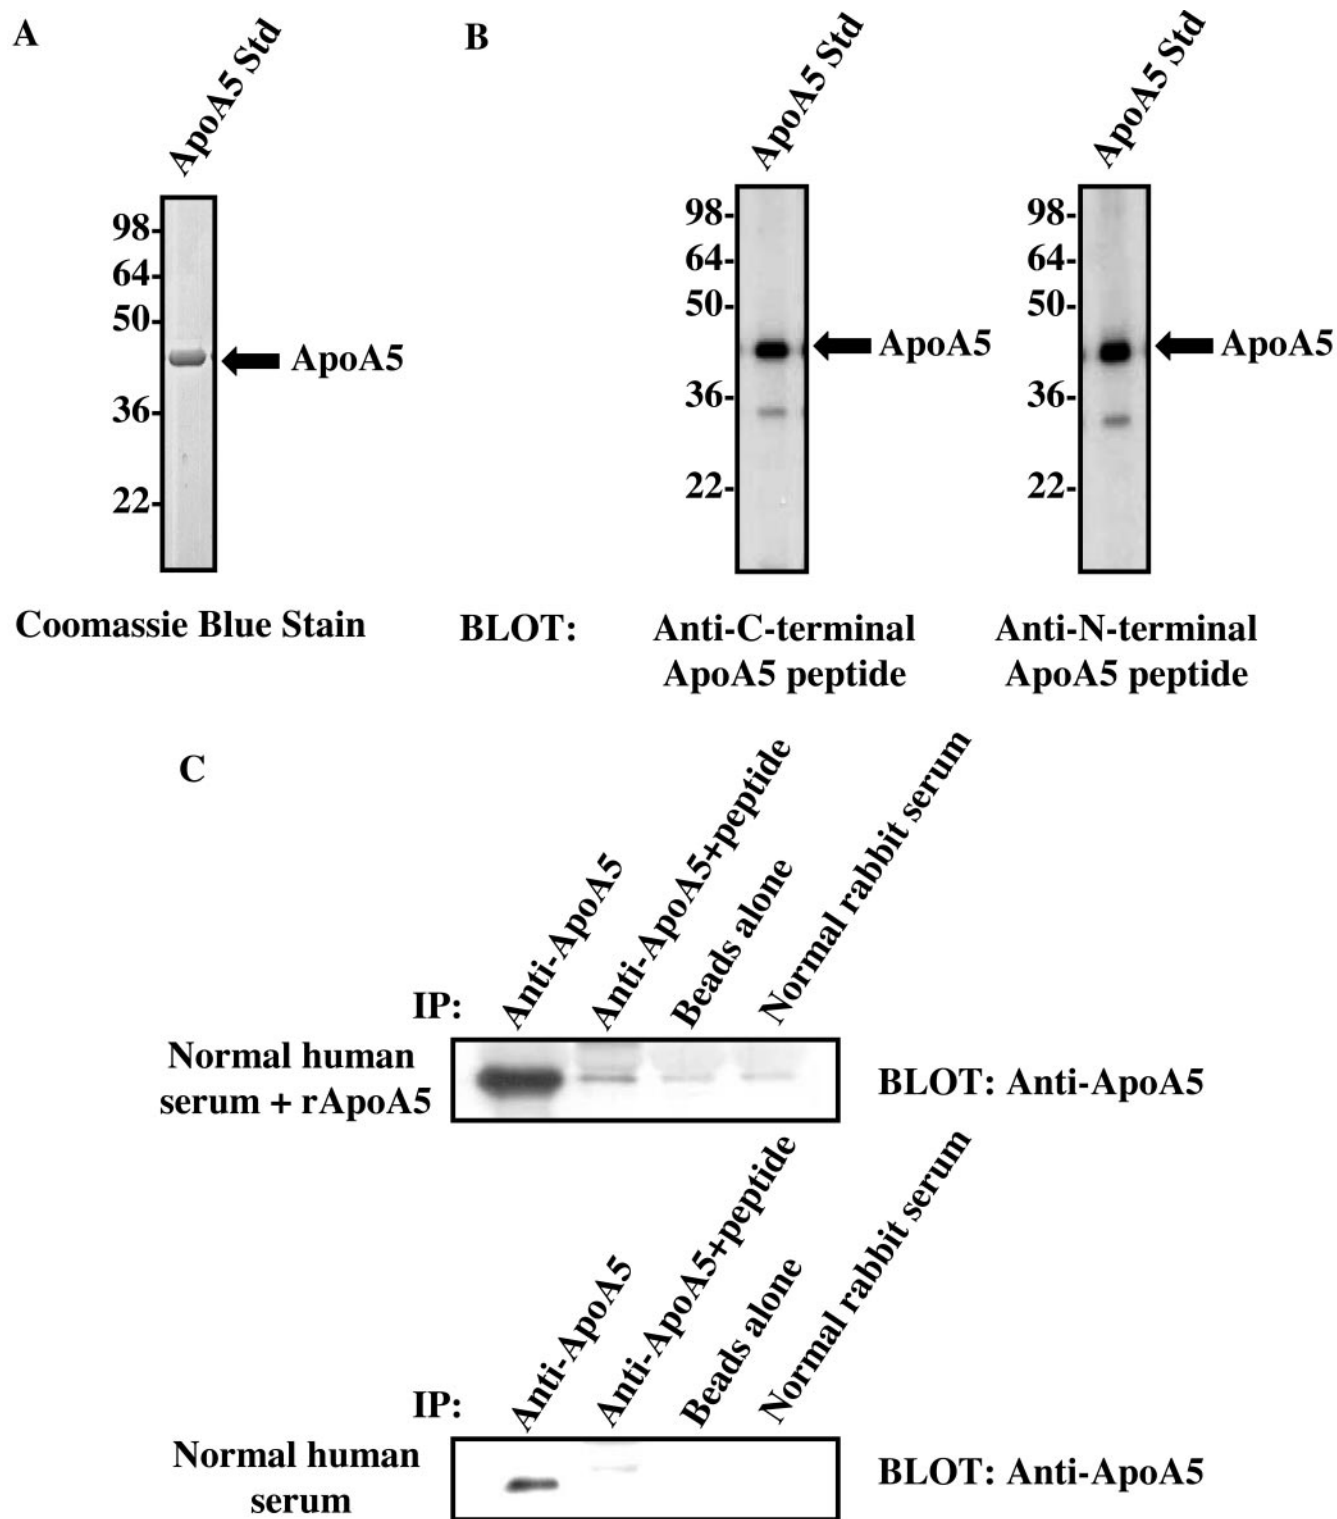 A
ApoA5 Std
98-
64-
50-
36-
22-
ApoA5
Coomassie Blue Stain
B
ApoA5 Std
98-
64-
50-
36-
22-
ApoA5
ApoA5 Std
98-
64-
50-
36-
22-
ApoA5
BLOT:
Anti-C-terminal
ApoA5 peptide
Anti-N-terminal
ApoA5 peptide
C
IP:
Anti-ApoA5
Anti-ApoA5+peptide
Beads alone
Normal rabbit serum
Normal human
serum + rApoA5
BLOT: Anti-ApoA5
IP:
Anti-ApoA5
Anti-ApoA5+peptide
Beads alone
Normal rabbit serum
Normal human
serum
BLOT: Anti-ApoA5